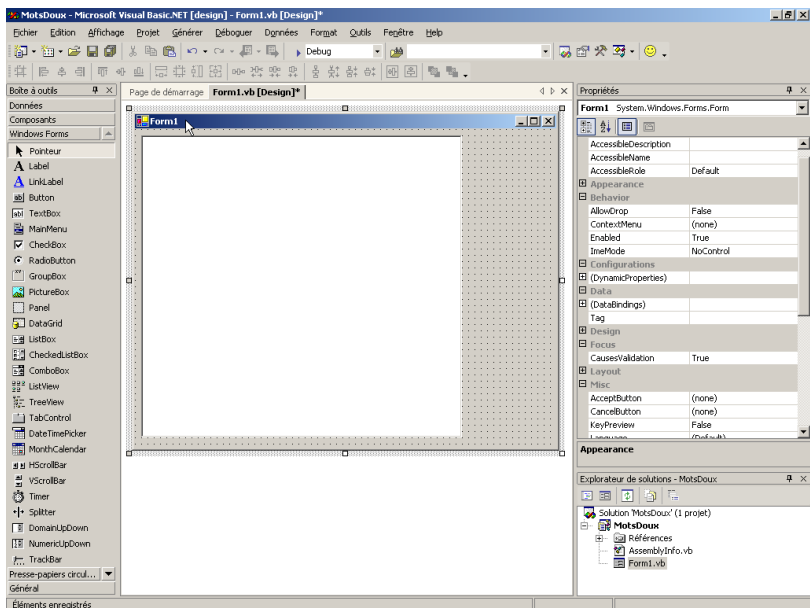 MotsDoux - Microsoft Visual Basic.NET [design] - Form1.vb [Design]*
Fichier Edition Affichage Projet Générer Déboguer Données Format Outils Fenêtre Help
Debug
Boîte à outils
Données
Composants
Windows Forms
Pointeur
A Label
A LinkLabel
ab Button
abl TextBox
MainMenu
CheckBox
RadioButton
GroupBox
PictureBox
Panel
DataGrid
ListBox
CheckedListBox
ComboBox
ListView
TreeView
TabControl
DateTimePicker
MonthCalendar
HScrollBar
VScrollBar
Timer
Splitter
DomainUpDown
NumericUpDown
TrackBar
Presse-papiers circul...
Général
Page de démarrage Form1.vb [Design]*
Form1
Propriétés
Form1 System.Windows.Forms.Form
AccessibleDescription
AccessibleName
AccessibleRole Default
Appearance
Behavior
AllowDrop False
ContextMenu (none)
Enabled True
ImeMode NoControl
Configurations
(DynamicProperties)
Data
(DataBindings)
Tag
Design
Focus
CausesValidation True
Layout
Misc
AcceptButton (none)
CancelButton (none)
KeyPreview False
Language (Default)
Appearance
Explorateur de solutions - MotsDoux
Solution 'MotsDoux' (1 projet)
MotsDoux
Références
AssemblyInfo.vb
Form1.vb
Éléments enregistrés